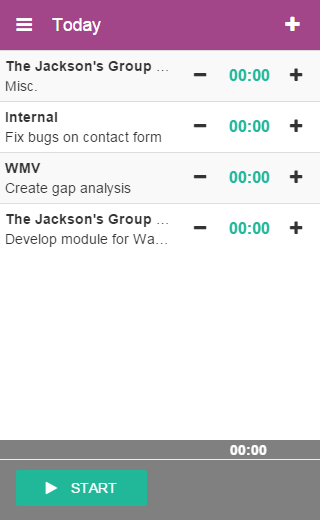 Today
The Jackson's Group ...
Misc.
00:00
Internal
Fix bugs on contact form
00:00
WMV
Create gap analysis
00:00
The Jackson's Group ...
Develop module for Wa...
00:00
00:00
START